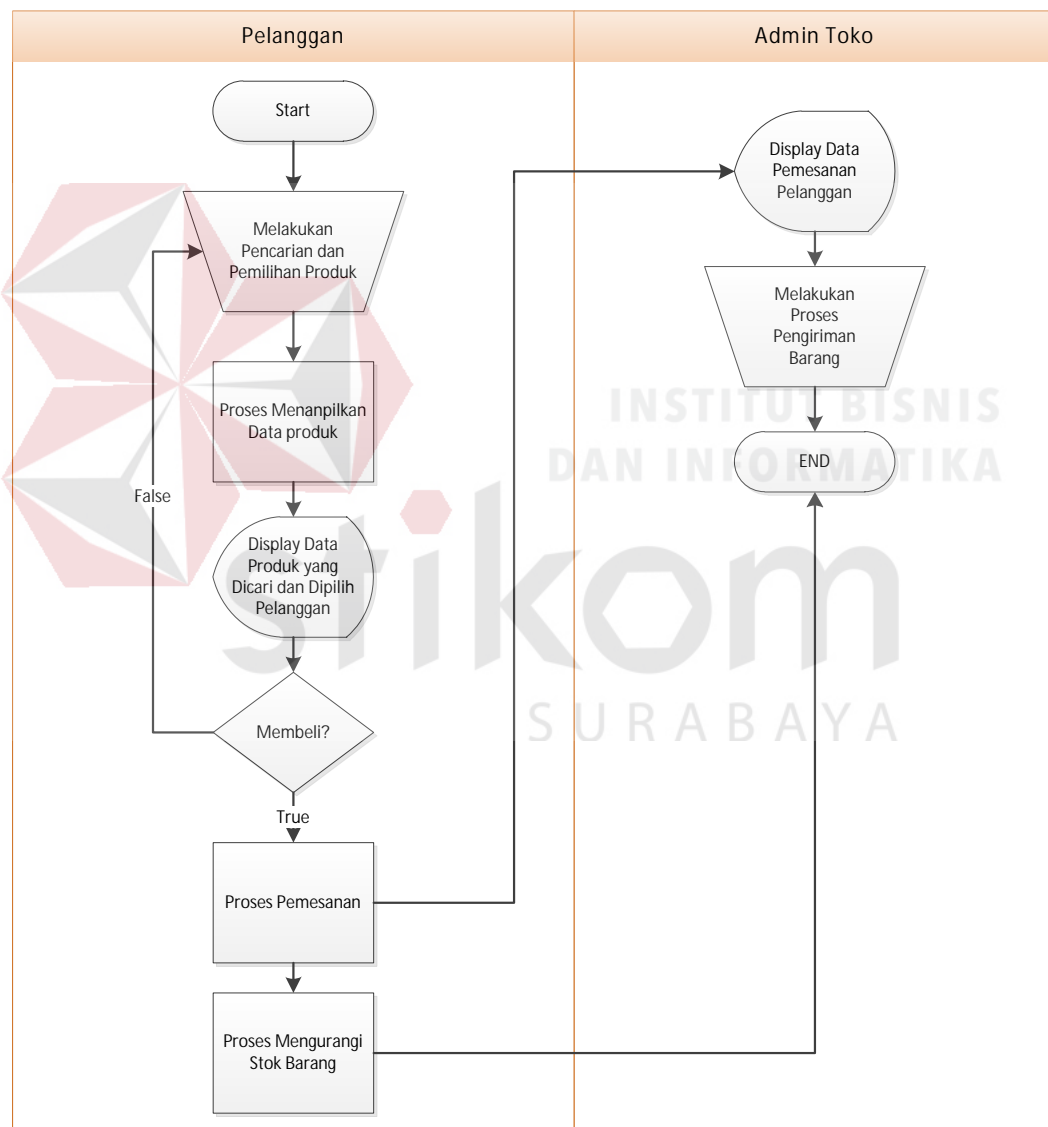 Pelanggan
Admin Toko
Start
Melakukan
Pencarian dan
Pemilihan Produk
Proses Menanpilkan
Data produk
False
Display Data
Produk yang
Dicari dan Dipilih
Pelanggan
Membeli?
True
Proses Pemesanan
Proses Mengurangi
Stok Barang
Display Data
Pemesanan
Pelanggan
Melakukan
Proses
Pengiriman
Barang
END
INSTITUT BISNIS
DAN INFORMATIKA
stikom
SURABAYA